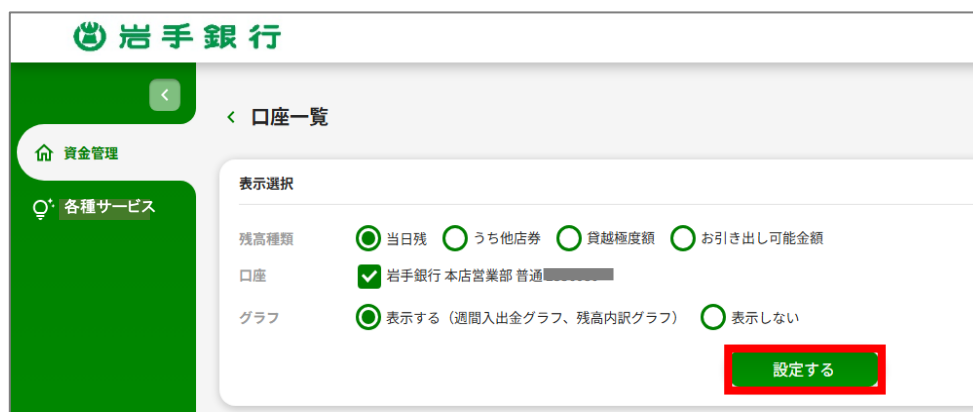 岩手銀行
口座一覧
資金管理
各種サービス
表示選択
残高種類 当日残 うち他店券 貸越極度額 お引き出し可能金額
口座 岩手銀行 本店営業部 普通
グラフ 表示する（週間入出金グラフ、残高内訳グラフ） 表示しない
設定する